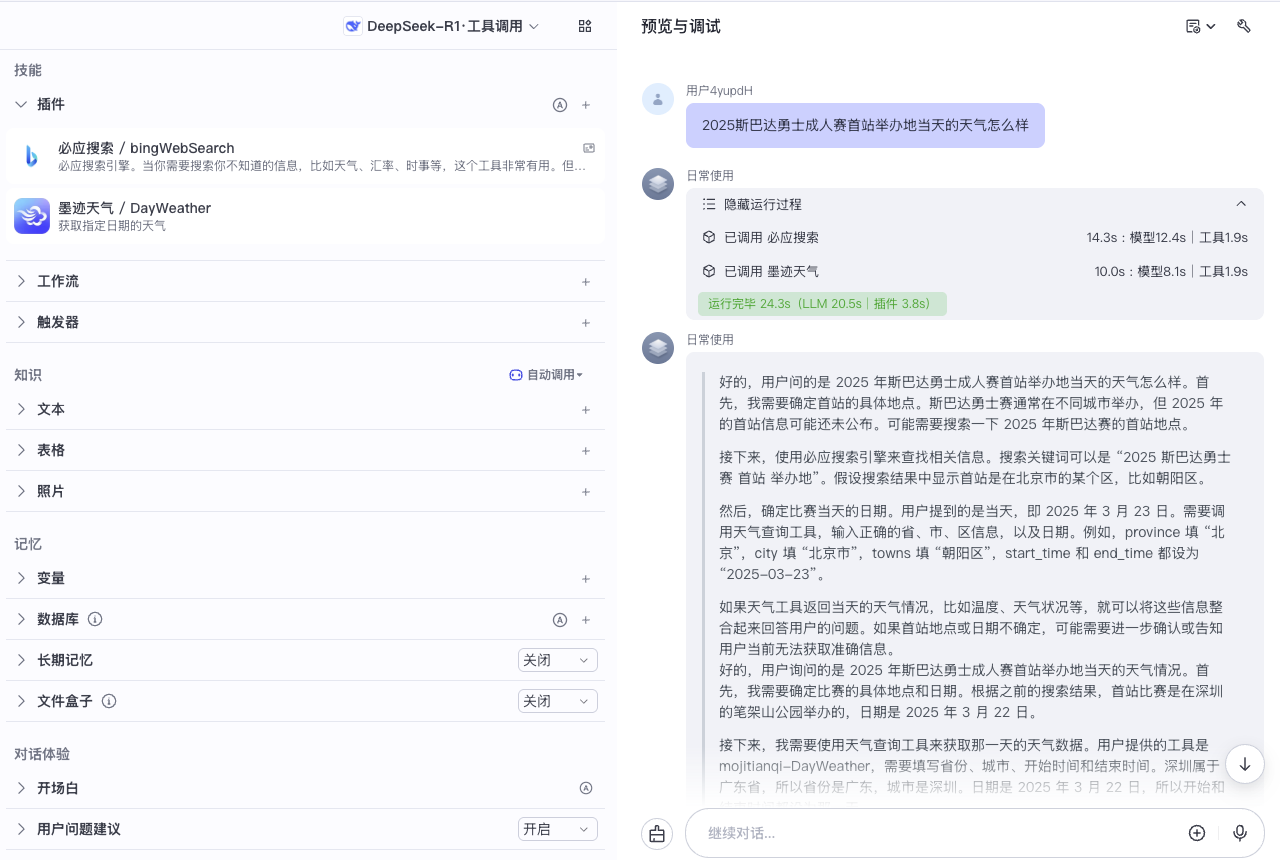 DeepSeek-R1·工具调用
技能
插件
必应搜索 / bingWebSearch
必应搜索引擎。当你需要搜索你不知道的信息，比如天气、汇率、时事等，这个工具非常有用。但…
墨迹天气 / DayWeather
获取指定日期的天气
工作流
触发器
知识
自动调用
文本
表格
照片
记忆
变量
数据库
长期记忆
关闭
文件盒子
关闭
对话体验
开场白
用户问题建议
开启
预览与调试
用户4yupdH
2025斯巴达勇士成人赛首站举办地当天的天气怎么样
日常使用
隐藏运行过程
已调用 必应搜索
14.3s : 模型12.4s | 工具1.9s
已调用 墨迹天气
10.0s : 模型8.1s | 工具1.9s
运行完毕 24.3s（LLM 20.5s | 插件 3.8s）
日常使用
好的，用户问的是 2025 年斯巴达勇士成人赛首站举办地当天的天气怎么样。首
先，我需要确定首站的具体地点。斯巴达勇士赛通常在不同城市举办，但 2025 年
的首站信息可能还未公布。可能需要搜索一下 2025 年斯巴达赛的首站地点。
接下来，使用必应搜索引擎来查找相关信息。搜索关键词可以是 “2025 斯巴达勇士
赛 首站 举办地”。假设搜索结果中显示首站是在北京市的某个区，比如朝阳区。
然后，确定比赛当天的日期。用户提到的是当天，即 2025 年 3 月 23 日。需要调
用天气查询工具，输入正确的省、市、区信息，以及日期。例如，province 填 “北
京”，city 填 “北京市”，towns 填 “朝阳区”，start_time 和 end_time 都设为
“2025-03-23”。
如果天气工具返回当天的天气情况，比如温度、天气状况等，就可以将这些信息整
合起来回答用户的问题。如果首站地点或日期不确定，可能需要进一步确认或告知
用户当前无法获取准确信息。
好的，用户询问的是 2025 年斯巴达勇士成人赛首站举办地当天的天气情况。首
先，我需要确定比赛的具体地点和日期。根据之前的搜索结果，首站比赛是在深圳
的笔架山公园举办的，日期是 2025 年 3 月 22 日。
接下来，我需要使用天气查询工具来获取那一天的天气数据。用户提供的工具是
mojitianqi-DayWeather，需要填写省份、城市、开始时间和结束时间。深圳属于
广东省，所以省份是广东，城市是深圳。日期是 2025 年 3 月 22 日，所以开始和
继续对话...